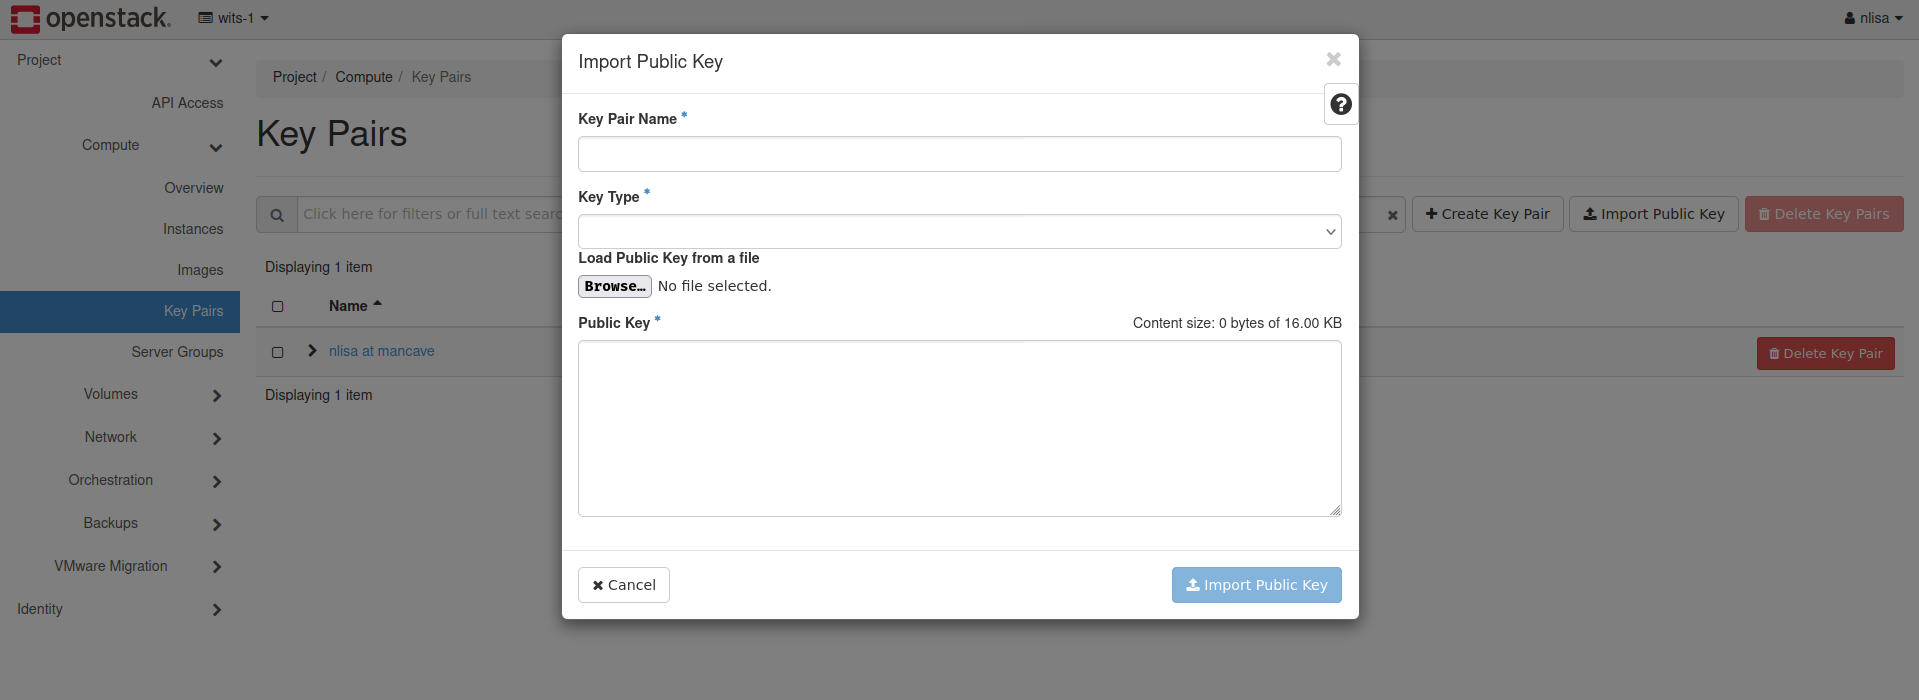 openstack.
wits-1
nlisa
Project
API Access
Compute
Overview
Instances
Images
Key Pairs
Server Groups
Volumes
Network
Orchestration
Backups
VMware Migration
Identity
Project / Compute / Key Pairs
Key Pairs
Click here for filters or full text
Create Key Pair
Import Public Key
Delete Key Pairs
Displaying 1 item
Name
nlisa at mancave
Delete Key Pair
Displaying 1 item
Import Public Key
Key Pair Name *
Key Type *
Load Public Key from a file
Browse… No file selected.
Public Key *
Content size: 0 bytes of 16.00 KB
Cancel
Import Public Key